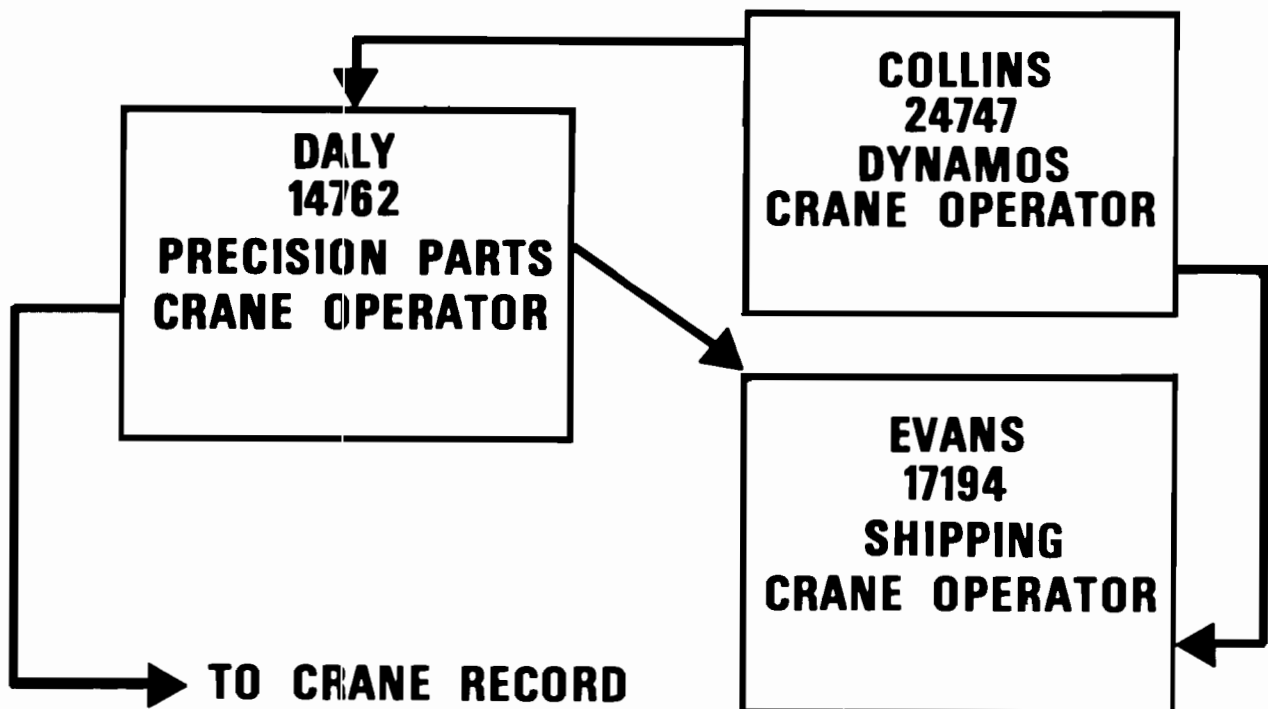 COLLINS
24747
DYNAMOS
CRANE OPERATOR
DALY
14762
PRECISION PARTS
CRANE OPERATOR
EVANS
17194
SHIPPING
CRANE OPERATOR
TO CRANE RECORD